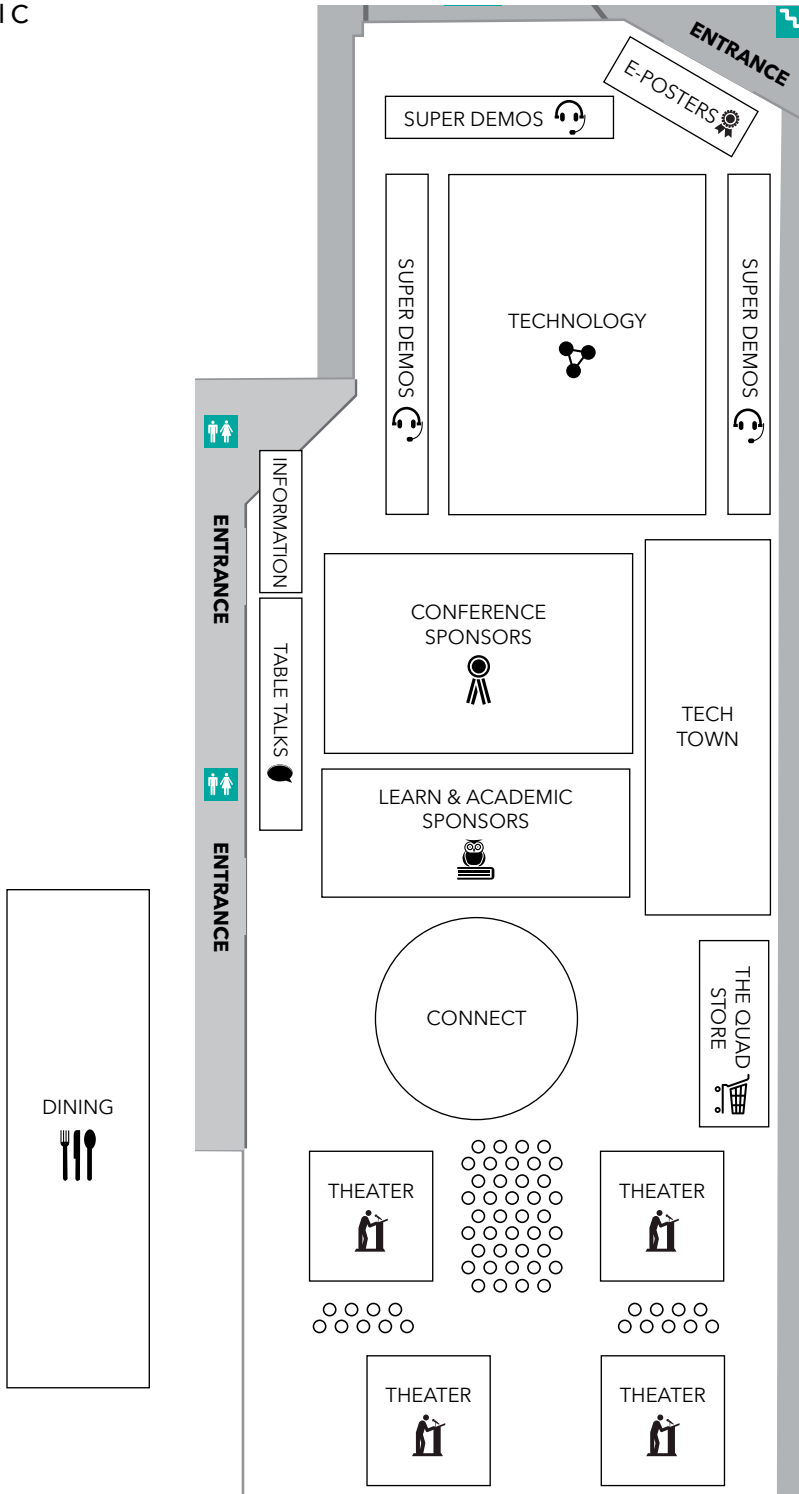 I C
ENTRANCE
E-POSTERS
SUPER DEMOS
SUPER DEMOS
TECHNOLOGY
SUPER DEMOS
INFORMATION
ENTRANCE
CONFERENCE
SPONSORS
TABLE TALKS
TECH
TOWN
LEARN & ACADEMIC
SPONSORS
ENTRANCE
CONNECT
THE QUAD
STORE
DINING
THEATER
THEATER
THEATER
THEATER